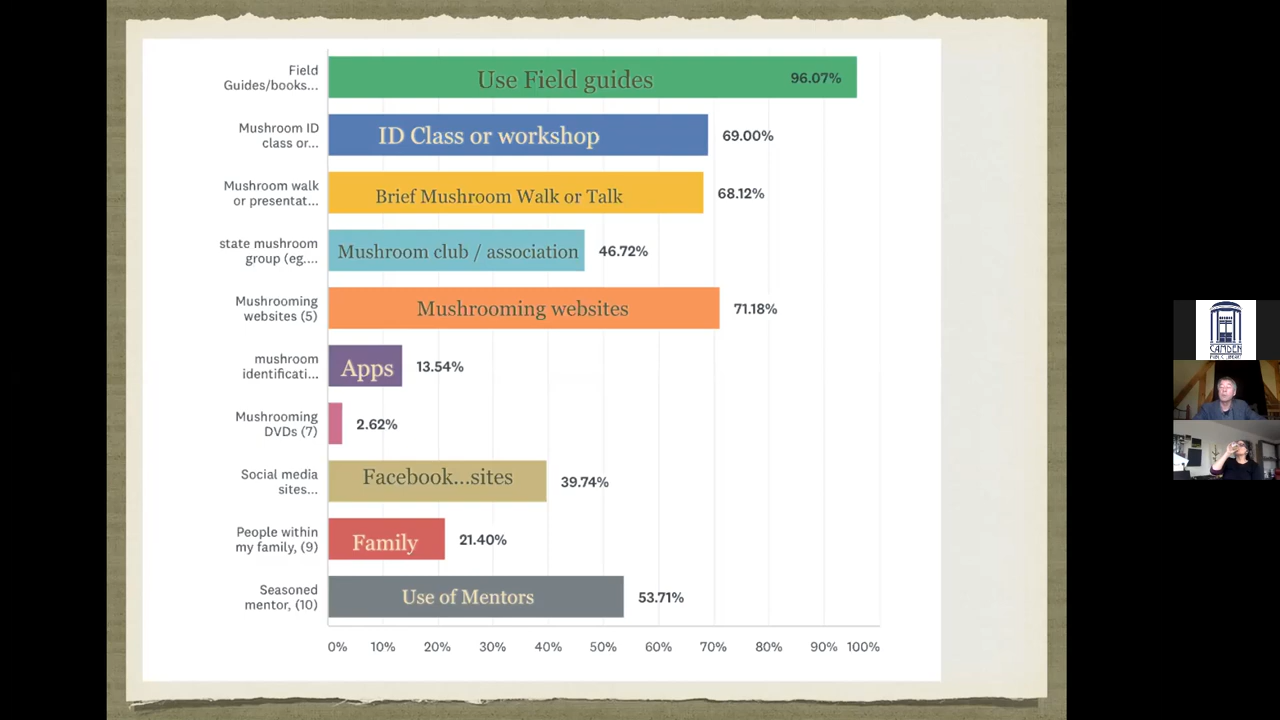 Field
Guides/books...
Use Field guides
96.07%
Mushroom ID
class or...
ID Class or workshop
69.00%
Mushroom walk
or presentat...
Brief Mushroom Walk or Talk
68.12%
state mushroom
group (eg....
Mushroom club / association
46.72%
Mushrooming
websites (5)
Mushrooming websites
71.18%
mushroom
identificati...
Apps
13.54%
Mushrooming
DVDs (7)
2.62%
Social media
sites...
Facebook...sites
39.74%
People within
my family, (9)
Family
21.40%
Seasoned
mentor, (10)
Use of Mentors
53.71%
0% 10% 20% 30% 40% 50% 60% 70% 80% 90% 100%
CAMDEN
PUBLIC LIBRARY